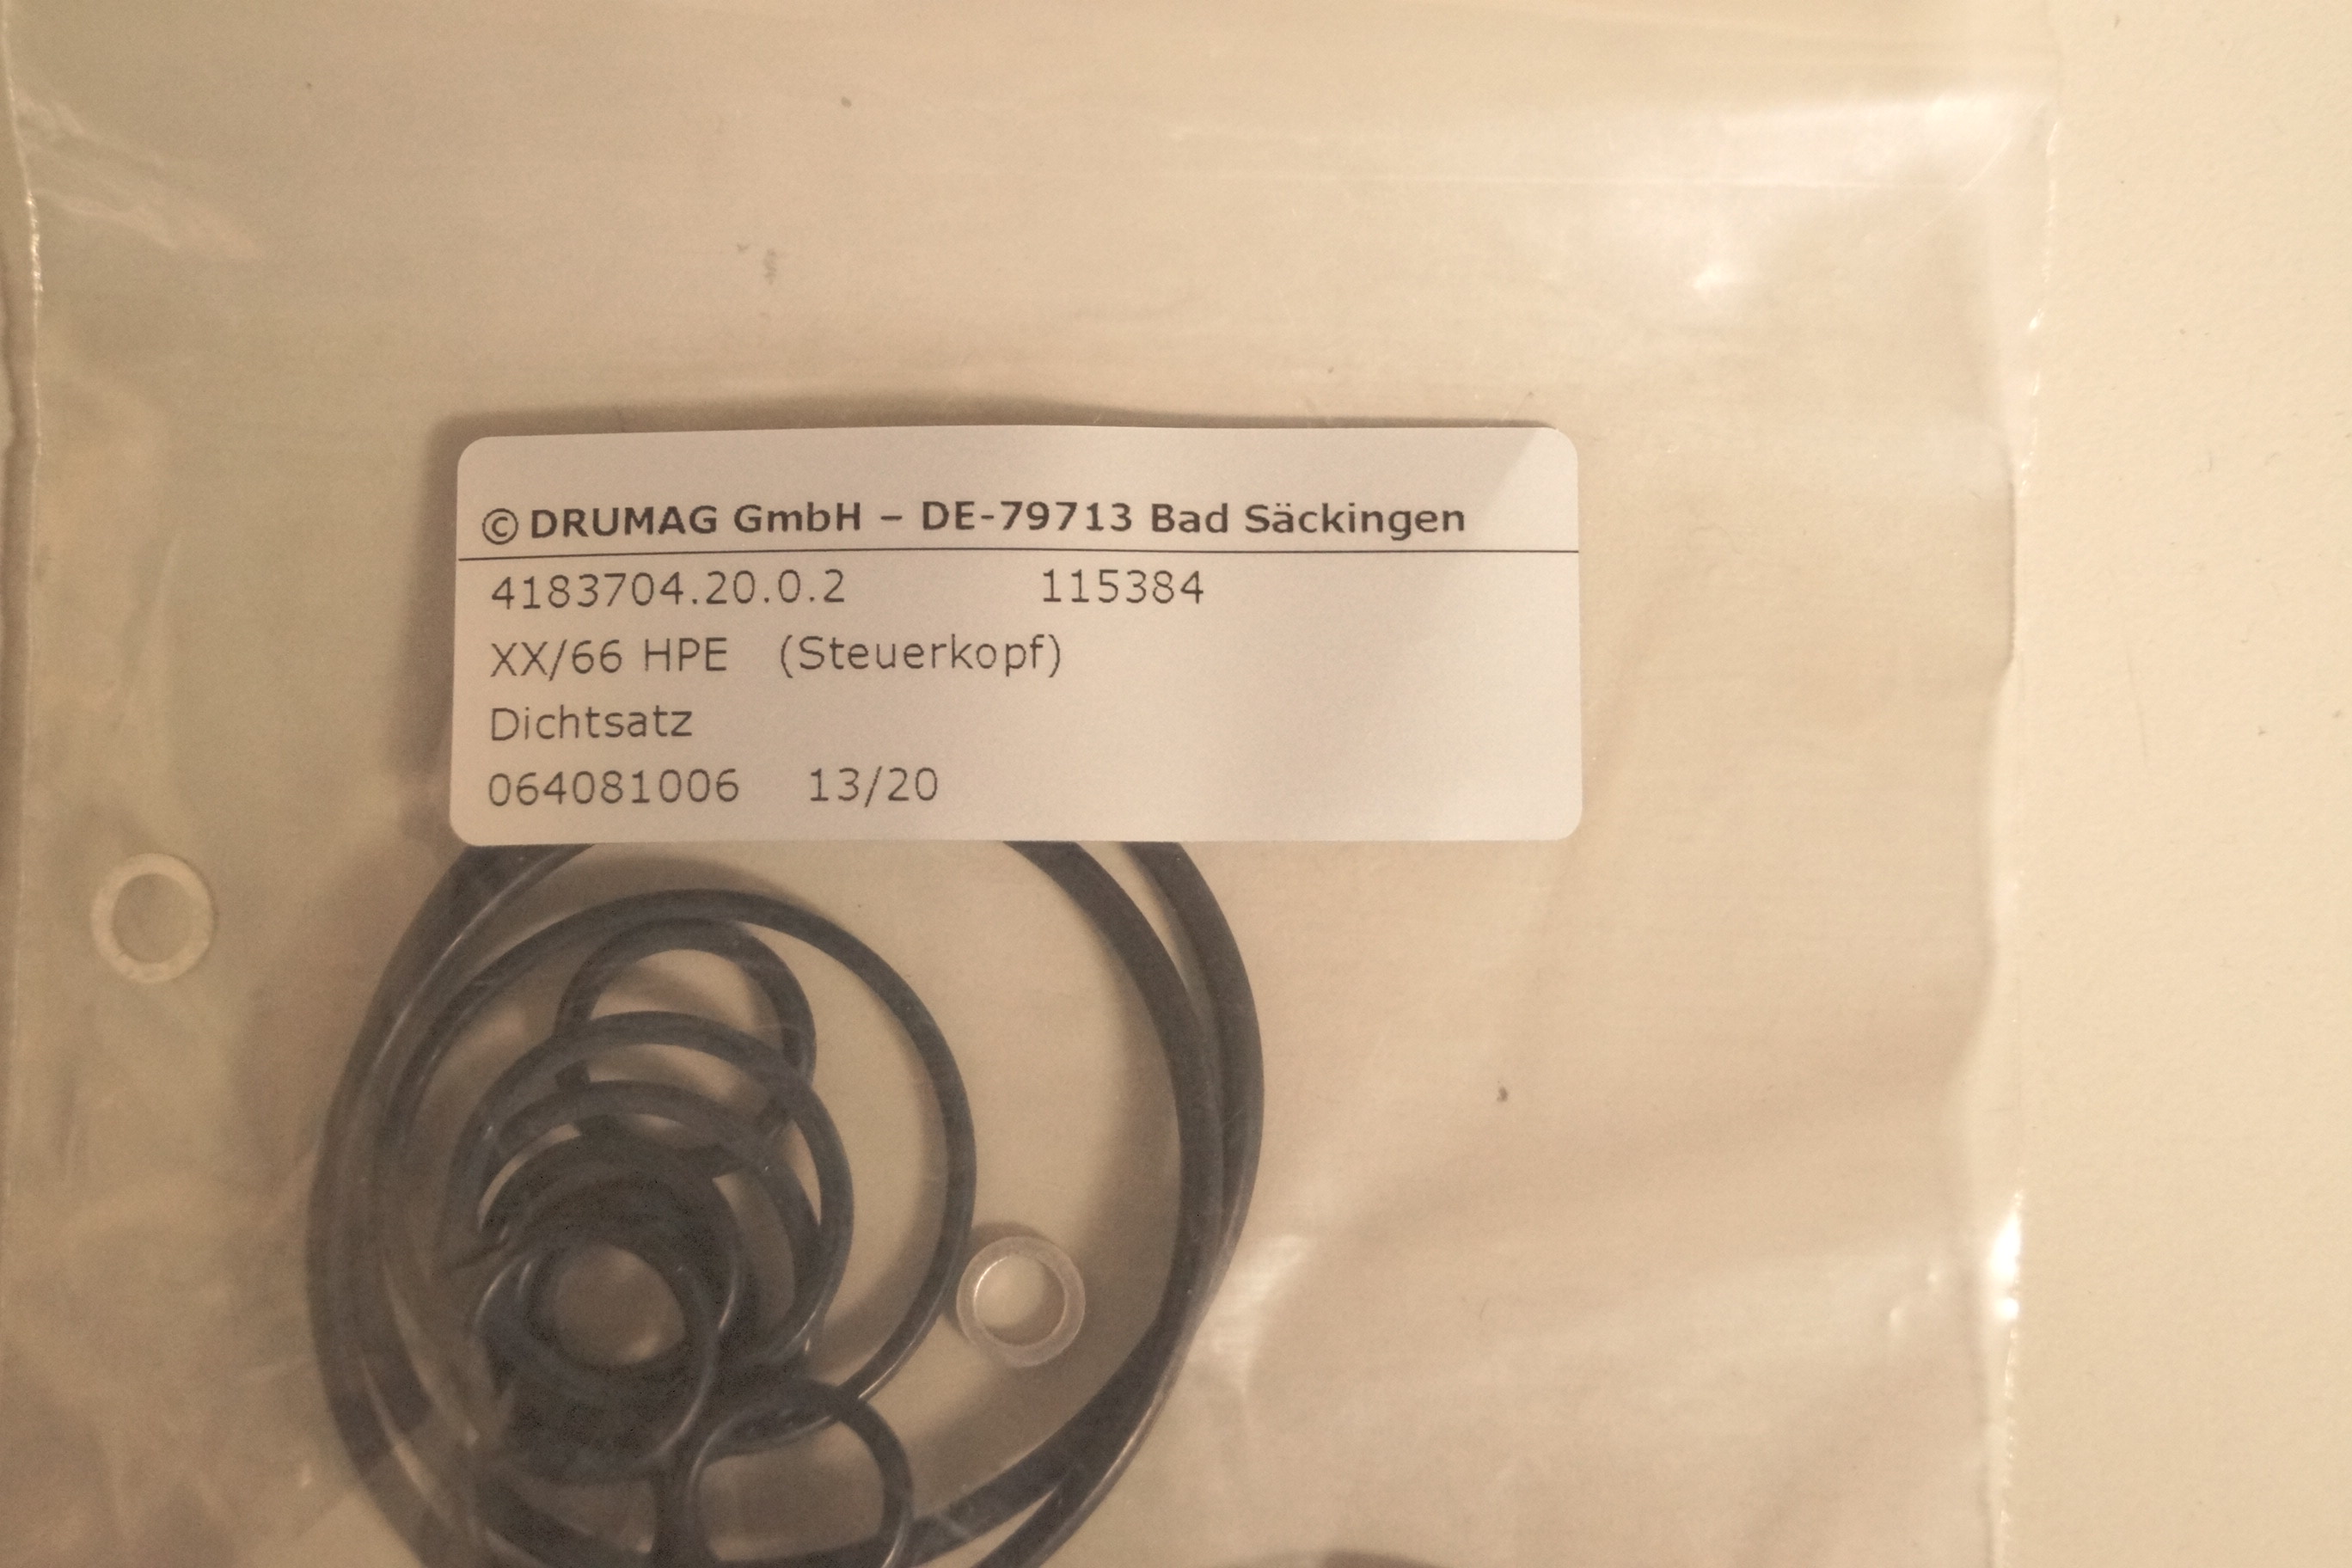 © DRUMAG GmbH – DE-79713 Bad Säckingen
4183704.20.0.2 115384
XX/66 HPE (Steuerkopf)
Dichtsatz
064081006 13/20